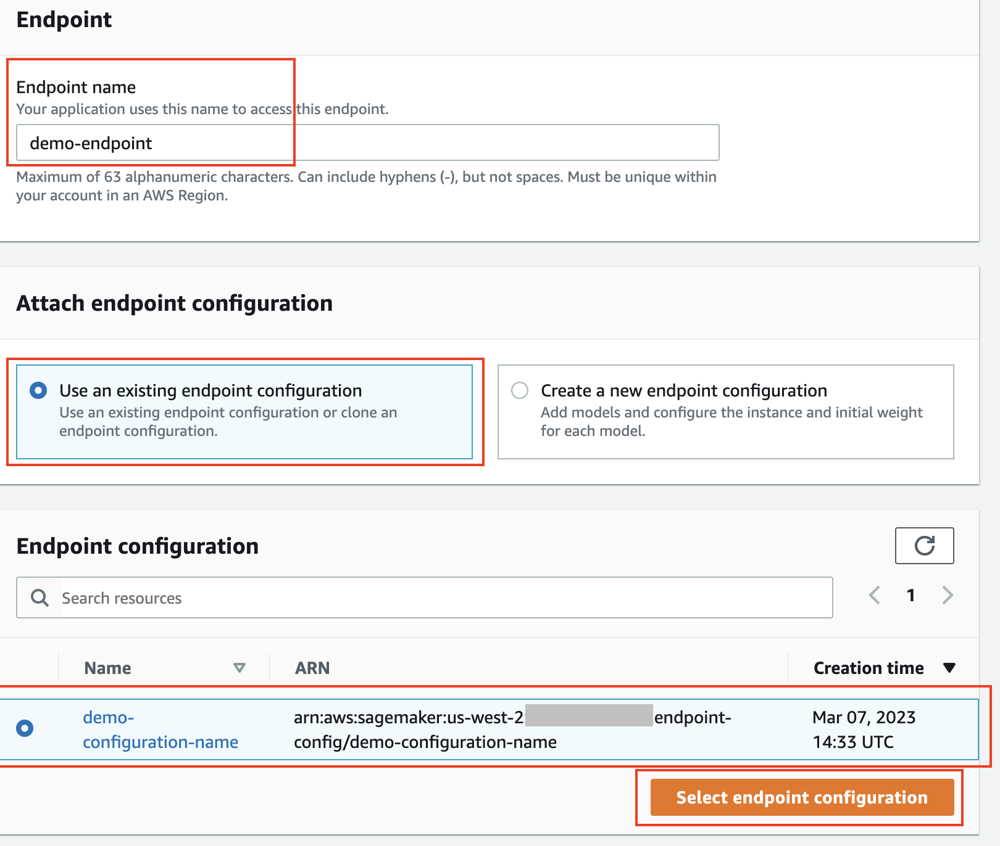 Endpoint
Endpoint name
Your application uses this name to access this endpoint.
demo-endpoint
Maximum of 63 alphanumeric characters. Can include hyphens (-), but not spaces. Must be unique within
your account in an AWS Region.
Attach endpoint configuration
Use an existing endpoint configuration
Use an existing endpoint configuration or clone an
endpoint configuration.
Create a new endpoint configuration
Add models and configure the instance and initial weight
for each model.
Endpoint configuration
Search resources
1
Name ARN Creation time
demo- arn:aws:sagemaker:us-west-2: endpoint- Mar 07, 2023
configuration-name config/demo-configuration-name 14:33 UTC
Select endpoint configuration